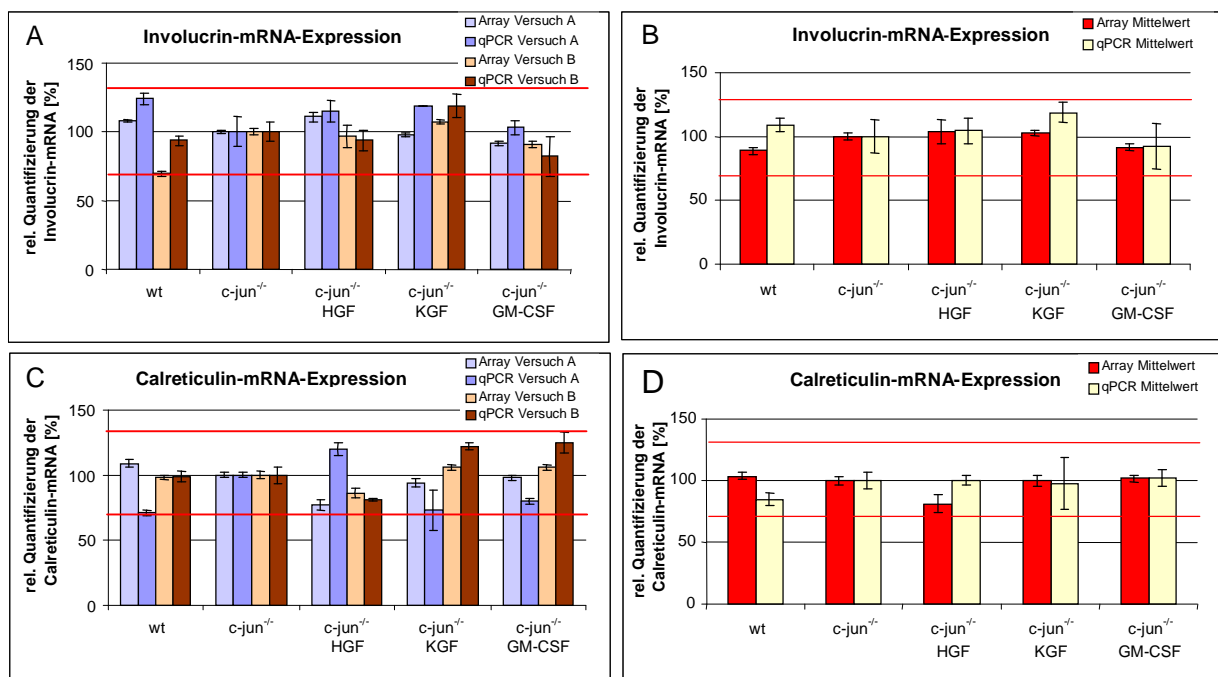 A
Involucrin-mRNA-Expression
Array Versuch A
qPCR Versuch A
Array Versuch B
qPCR Versuch B
rel. Quantifizierung der
Involucrin-mRNA [%]
150
100
50
0
wt
c-jun-/-
c-jun-/-
HGF
c-jun-/-
KGF
c-jun-/-
GM-CSF
B
Involucrin-mRNA-Expression
Array Mittelwert
qPCR Mittelwert
rel. Quantifizierung der
Involucrin-mRNA [%]
150
100
50
0
wt
c-jun-/-
c-jun-/-
HGF
c-jun-/-
KGF
c-jun-/-
GM-CSF
C
Calreticulin-mRNA-Expression
Array Versuch A
qPCR Versuch A
Array Versuch B
qPCR Versuch B
rel. Quantifizierung der
Calreticulin-mRNA [%]
150
100
50
0
wt
c-jun-/-
c-jun-/-
HGF
c-jun-/-
KGF
c-jun-/-
GM-CSF
D
Calreticulin-mRNA-Expression
Array Mittelwert
qPCR Mittelwert
rel. Quantifizierung der
Calreticulin-mRNA [%]
150
100
50
0
wt
c-jun-/-
c-jun-/-
HGF
c-jun-/-
KGF
c-jun-/-
GM-CSF